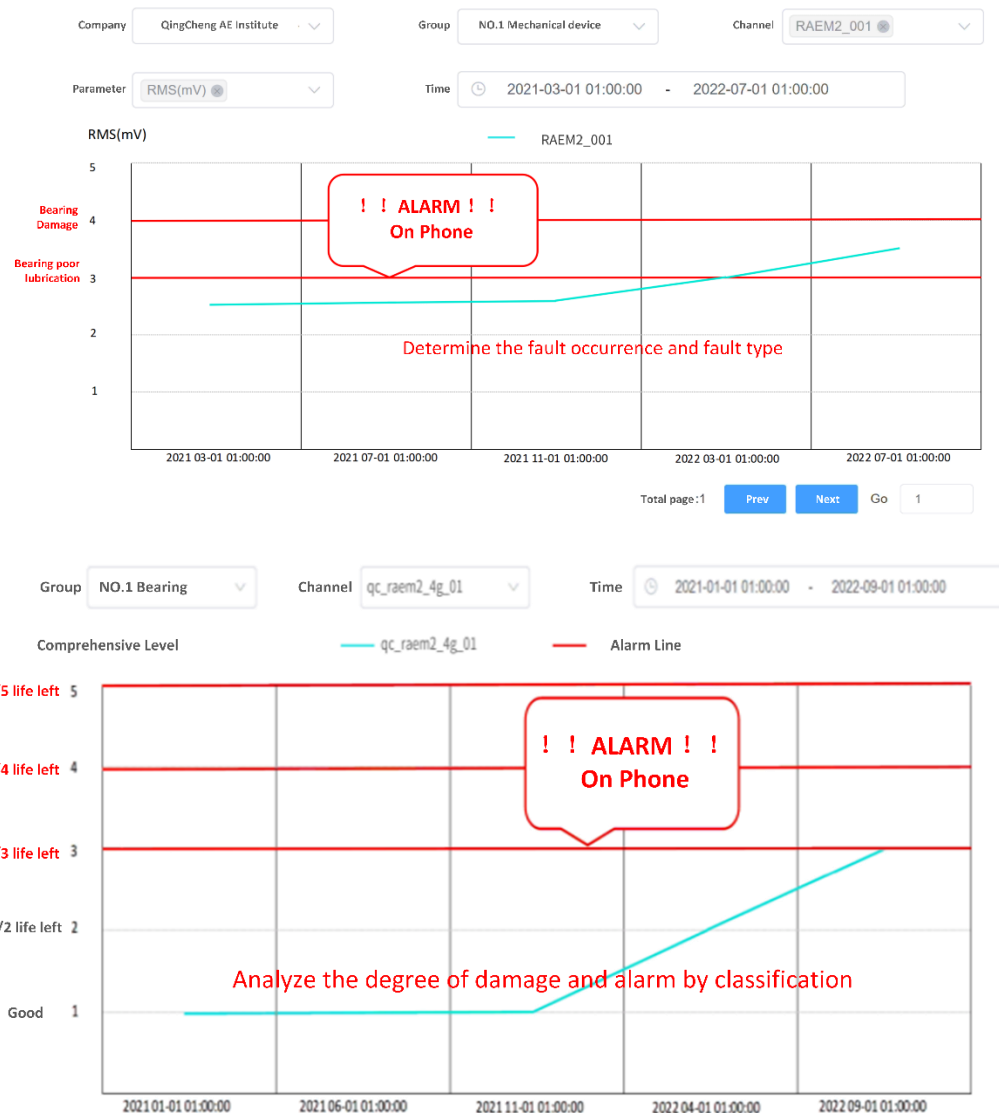 Company QingCheng AE Institute Group NO.1 Mechanical device Channel RAEM2_001
Parameter RMS(mV) Time 2021-03-01 01:00:00 - 2022-07-01 01:00:00
RMS(mV) RAEM2_001
5
Bearing
Damage 4
！！ALARM！！
On Phone
Bearing poor
lubrication 3
2
Determine the fault occurrence and fault type
1
2021 03-01 01:00:00 2021 07-01 01:00:00 2021 11-01 01:00:00 2022 03-01 01:00:00 2022 07-01 01:00:00
Total page:1 Prev Next Go 1
Group NO.1 Bearing Channel qc_raem2_4g_01 Time 2021-01-01 01:00:00 - 2022-09-01 01:00:00
Comprehensive Level qc_raem2_4g_01 Alarm Line
/5 life left 5
！！ALARM！！
On Phone
/4 life left 4
/3 life left 3
/2 life left 2
Analyze the degree of damage and alarm by classification
Good 1
2021 01-01 01:00:00 2021 06-01 01:00:00 2021 11-01 01:00:00 2022 04-01 01:00:00 2022 09-01 01:00:00